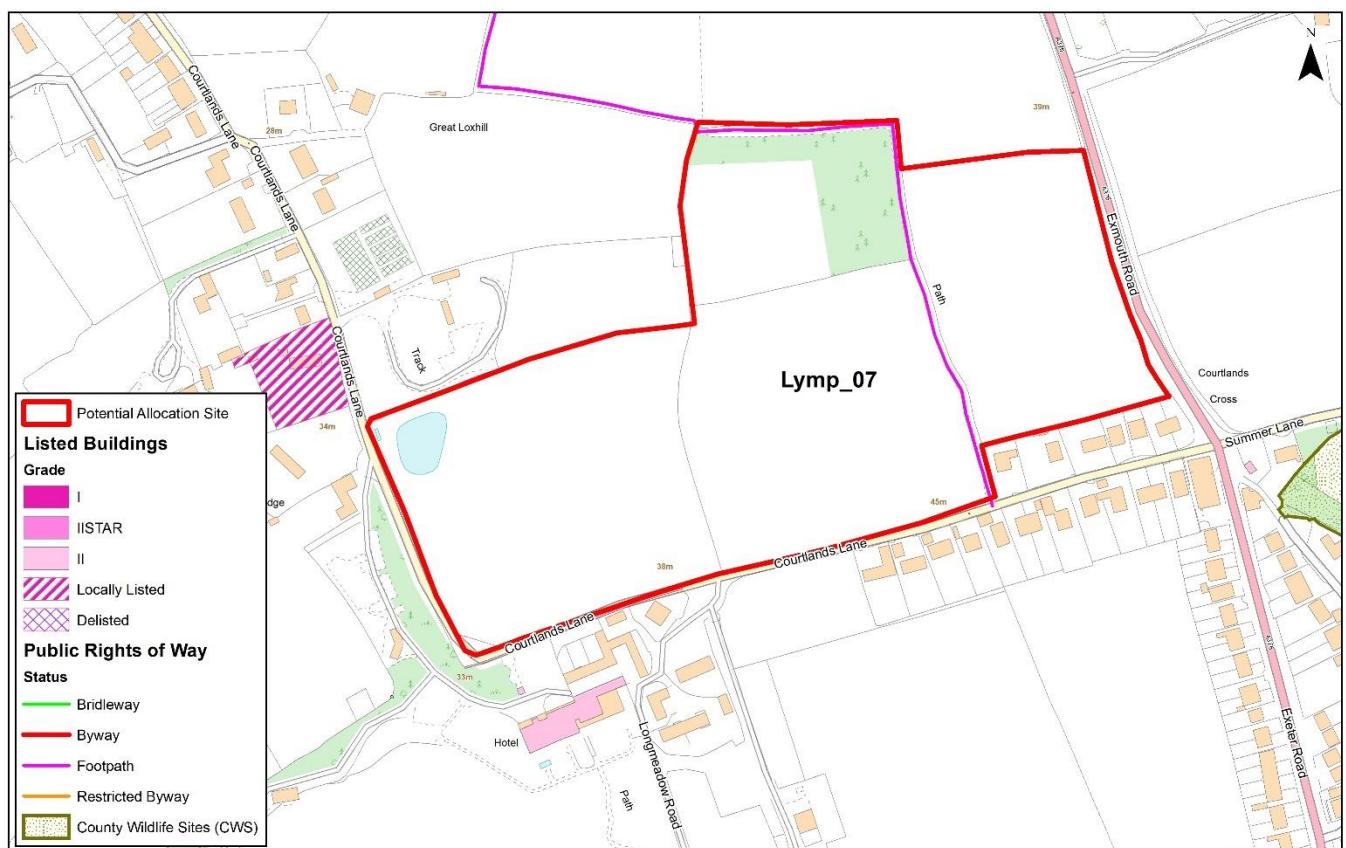 N
A376
39m
Courtlands Lane
28m
Great Loxhill
Courtlands Lane
A376
Exmouth Road
Path
Courtlands Lane
Track
Lymp_07
Courtlands
Cross
Summer Lane
34m
dge
45m
Courtlands Lane
38m
Courtlands Lane
33m
Hotel
Longmeadow Road
Path
A376
Exeter Road
Potential Allocation Site
Listed Buildings
Grade
I
IISTAR
II
Locally Listed
Delisted
Public Rights of Way
Status
Bridleway
Byway
Footpath
Restricted Byway
County Wildlife Sites (CWS)